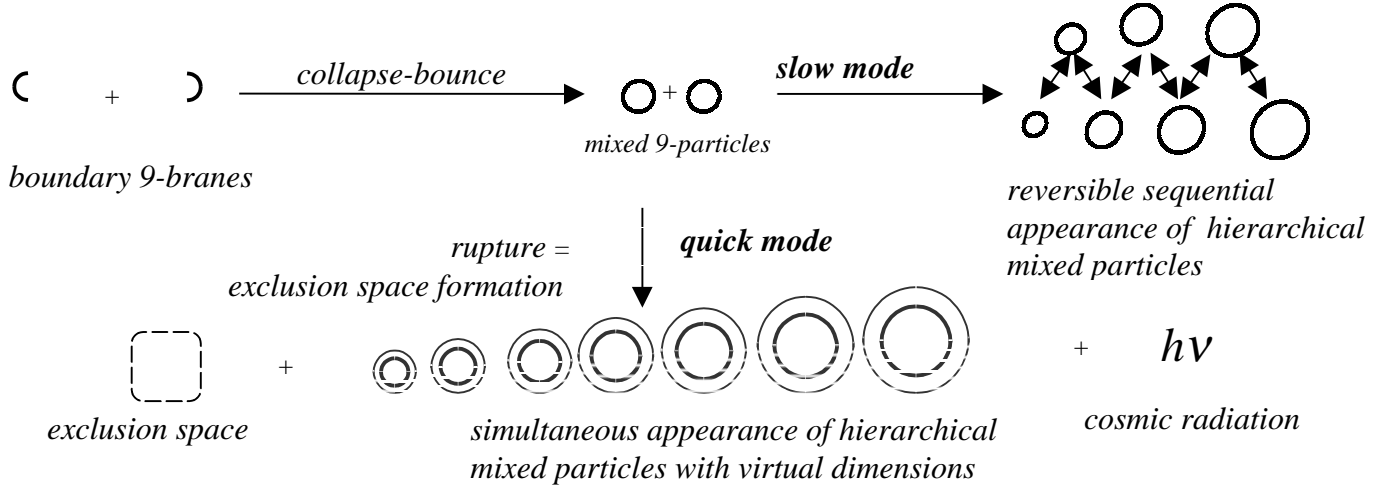 collapse-bounce
slow mode
+
+
mixed 9-particles
boundary 9-branes
reversible sequential
appearance of hierarchical
mixed particles
rupture =
exclusion space formation
quick mode
+
+
hν
exclusion space
simultaneous appearance of hierarchical
mixed particles with virtual dimensions
cosmic radiation